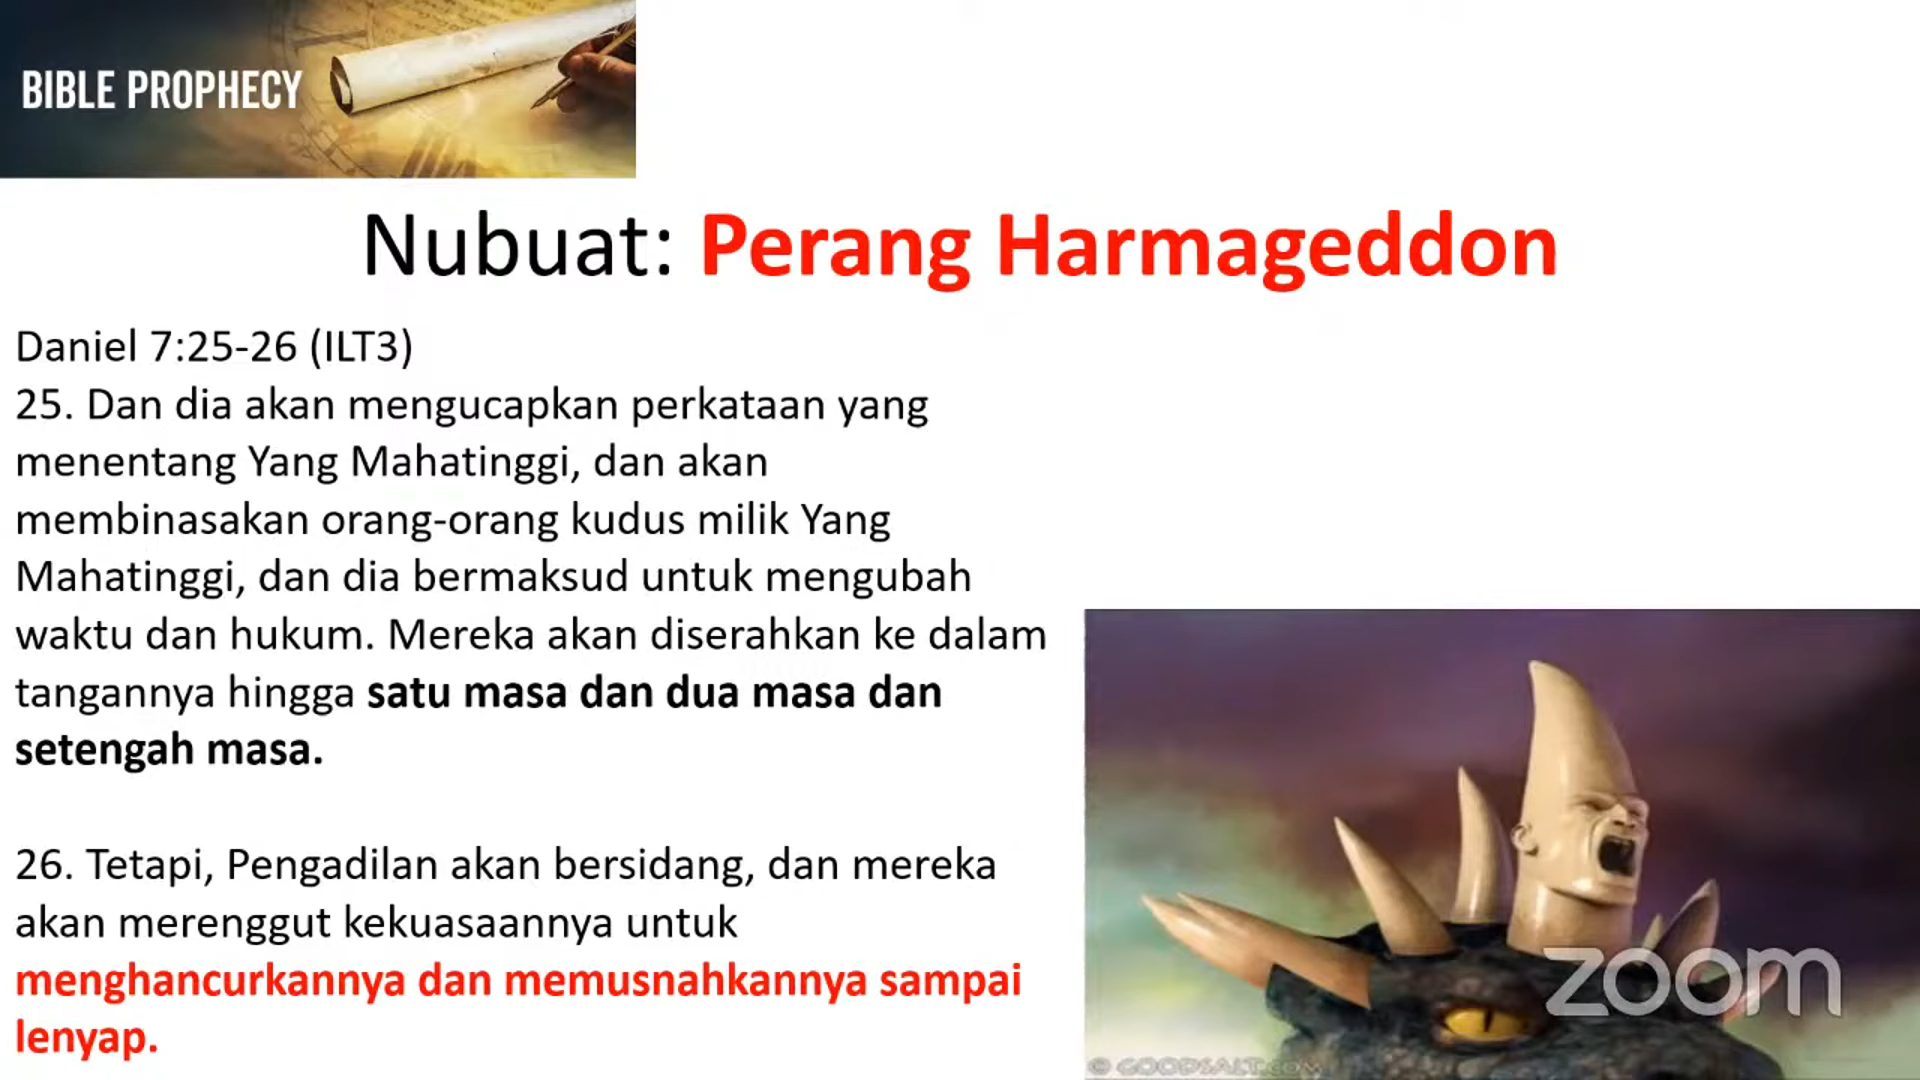 BIBLE PROPHECY
Nubuat: Perang Harmageddon
Daniel 7:25-26 (ILT3)
25. Dan dia akan mengucapkan perkataan yang
menentang Yang Mahatinggi, dan akan
membinasakan orang-orang kudus milik Yang
Mahatinggi, dan dia bermaksud untuk mengubah
waktu dan hukum. Mereka akan diserahkan ke dalam
tangannya hingga satu masa dan dua masa dan
setengah masa.
26. Tetapi, Pengadilan akan bersidang, dan mereka
akan merenggut kekuasaannya untuk
menghancurkannya dan memusnahkannya sampai
lenyap.
zoom
© GOODSALT.COM